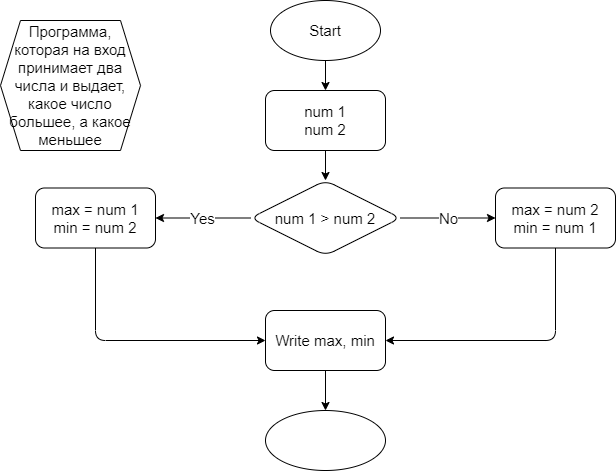 Программа,
которая на вход
принимает два
числа и выдает,
какое число
большее, а какое
меньшее
Start
num 1
num 2
num 1 > num 2
Yes
No
max = num 1
min = num 2
max = num 2
min = num 1
Write max, min